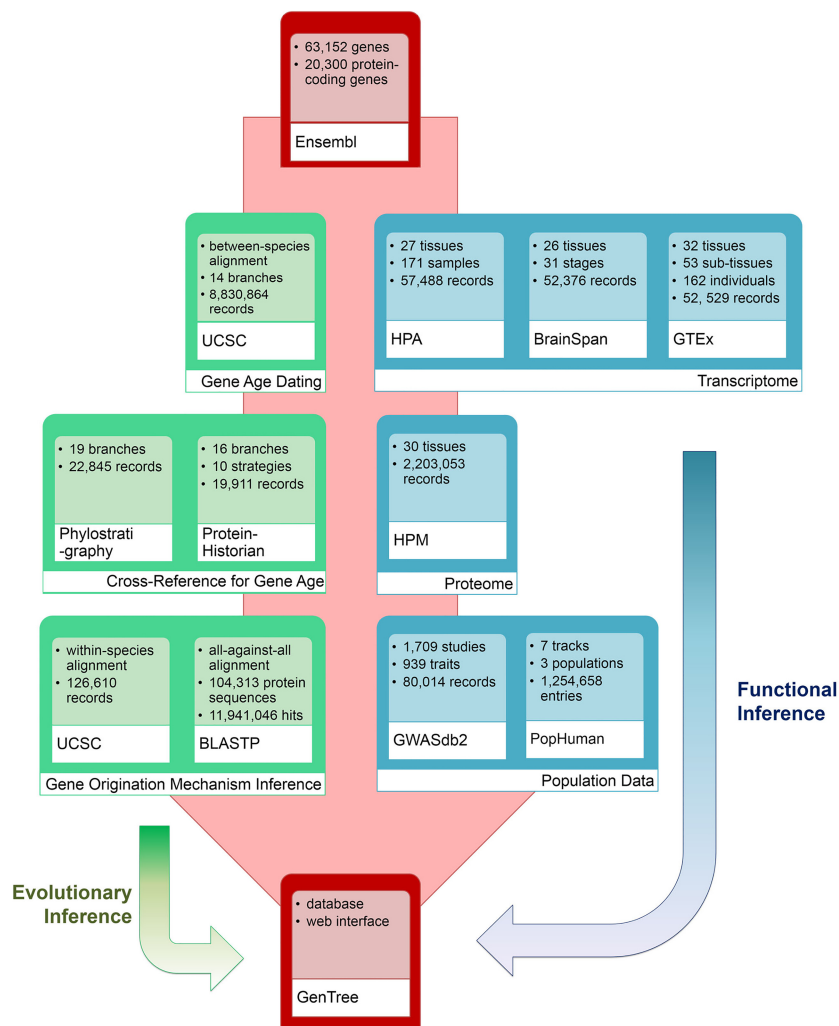 • 63,152 genes
• 20,300 protein-
coding genes
Ensembl
• between-species
alignment
• 14 branches
• 8,830,864
records
UCSC
Gene Age Dating
• 27 tissues
• 171 samples
• 57,488 records
HPA
• 26 tissues
• 31 stages
• 52,376 records
BrainSpan
• 32 tissues
• 53 sub-tissues
• 162 individuals
• 52, 529 records
GTEx
Transcriptome
• 19 branches
• 22,845 records
Phylostrati
-graphy
• 16 branches
• 10 strategies
• 19,911 records
Protein-
Historian
Cross-Reference for Gene Age
• 30 tissues
• 2,203,053
records
HPM
Proteome
• within-species
alignment
• 126,610
records
UCSC
• all-against-all
alignment
• 104,313 protein
sequences
• 11,941,046 hits
BLASTP
Gene Origination Mechanism Inference
• 1,709 studies
• 939 traits
• 80,014 records
GWASdb2
• 7 tracks
• 3 populations
• 1,254,658
entries
PopHuman
Population Data
Functional
Inference
Evolutionary
Inference
• database
• web interface
GenTree